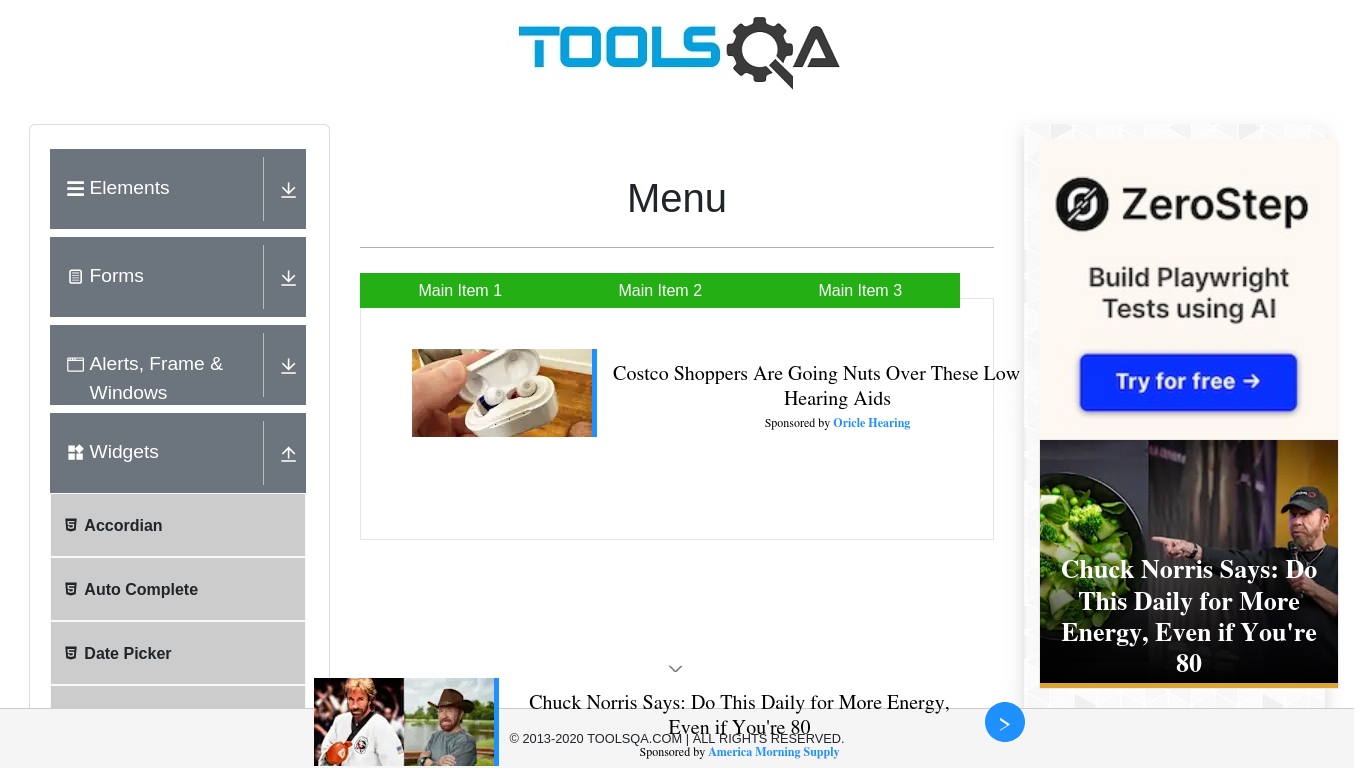 TOOLSQA
Elements
Forms
Alerts, Frame &
Windows
Widgets
Accordian
Auto Complete
Date Picker
Menu
Main Item 1
Main Item 2
Main Item 3
Costco Shoppers Are Going Nuts Over These Low
Hearing Aids
Sponsored by Oricle Hearing
ZeroStep
Build Playwright
Tests using AI
Try for free →
Chuck Norris Says: Do
This Daily for More
Energy, Even if You're
80
Chuck Norris Says: Do This Daily for More Energy,
Even if You're 80
© 2013-2020 TOOLSQA.COM | ALL RIGHTS RESERVED.
Sponsored by America Morning Supply